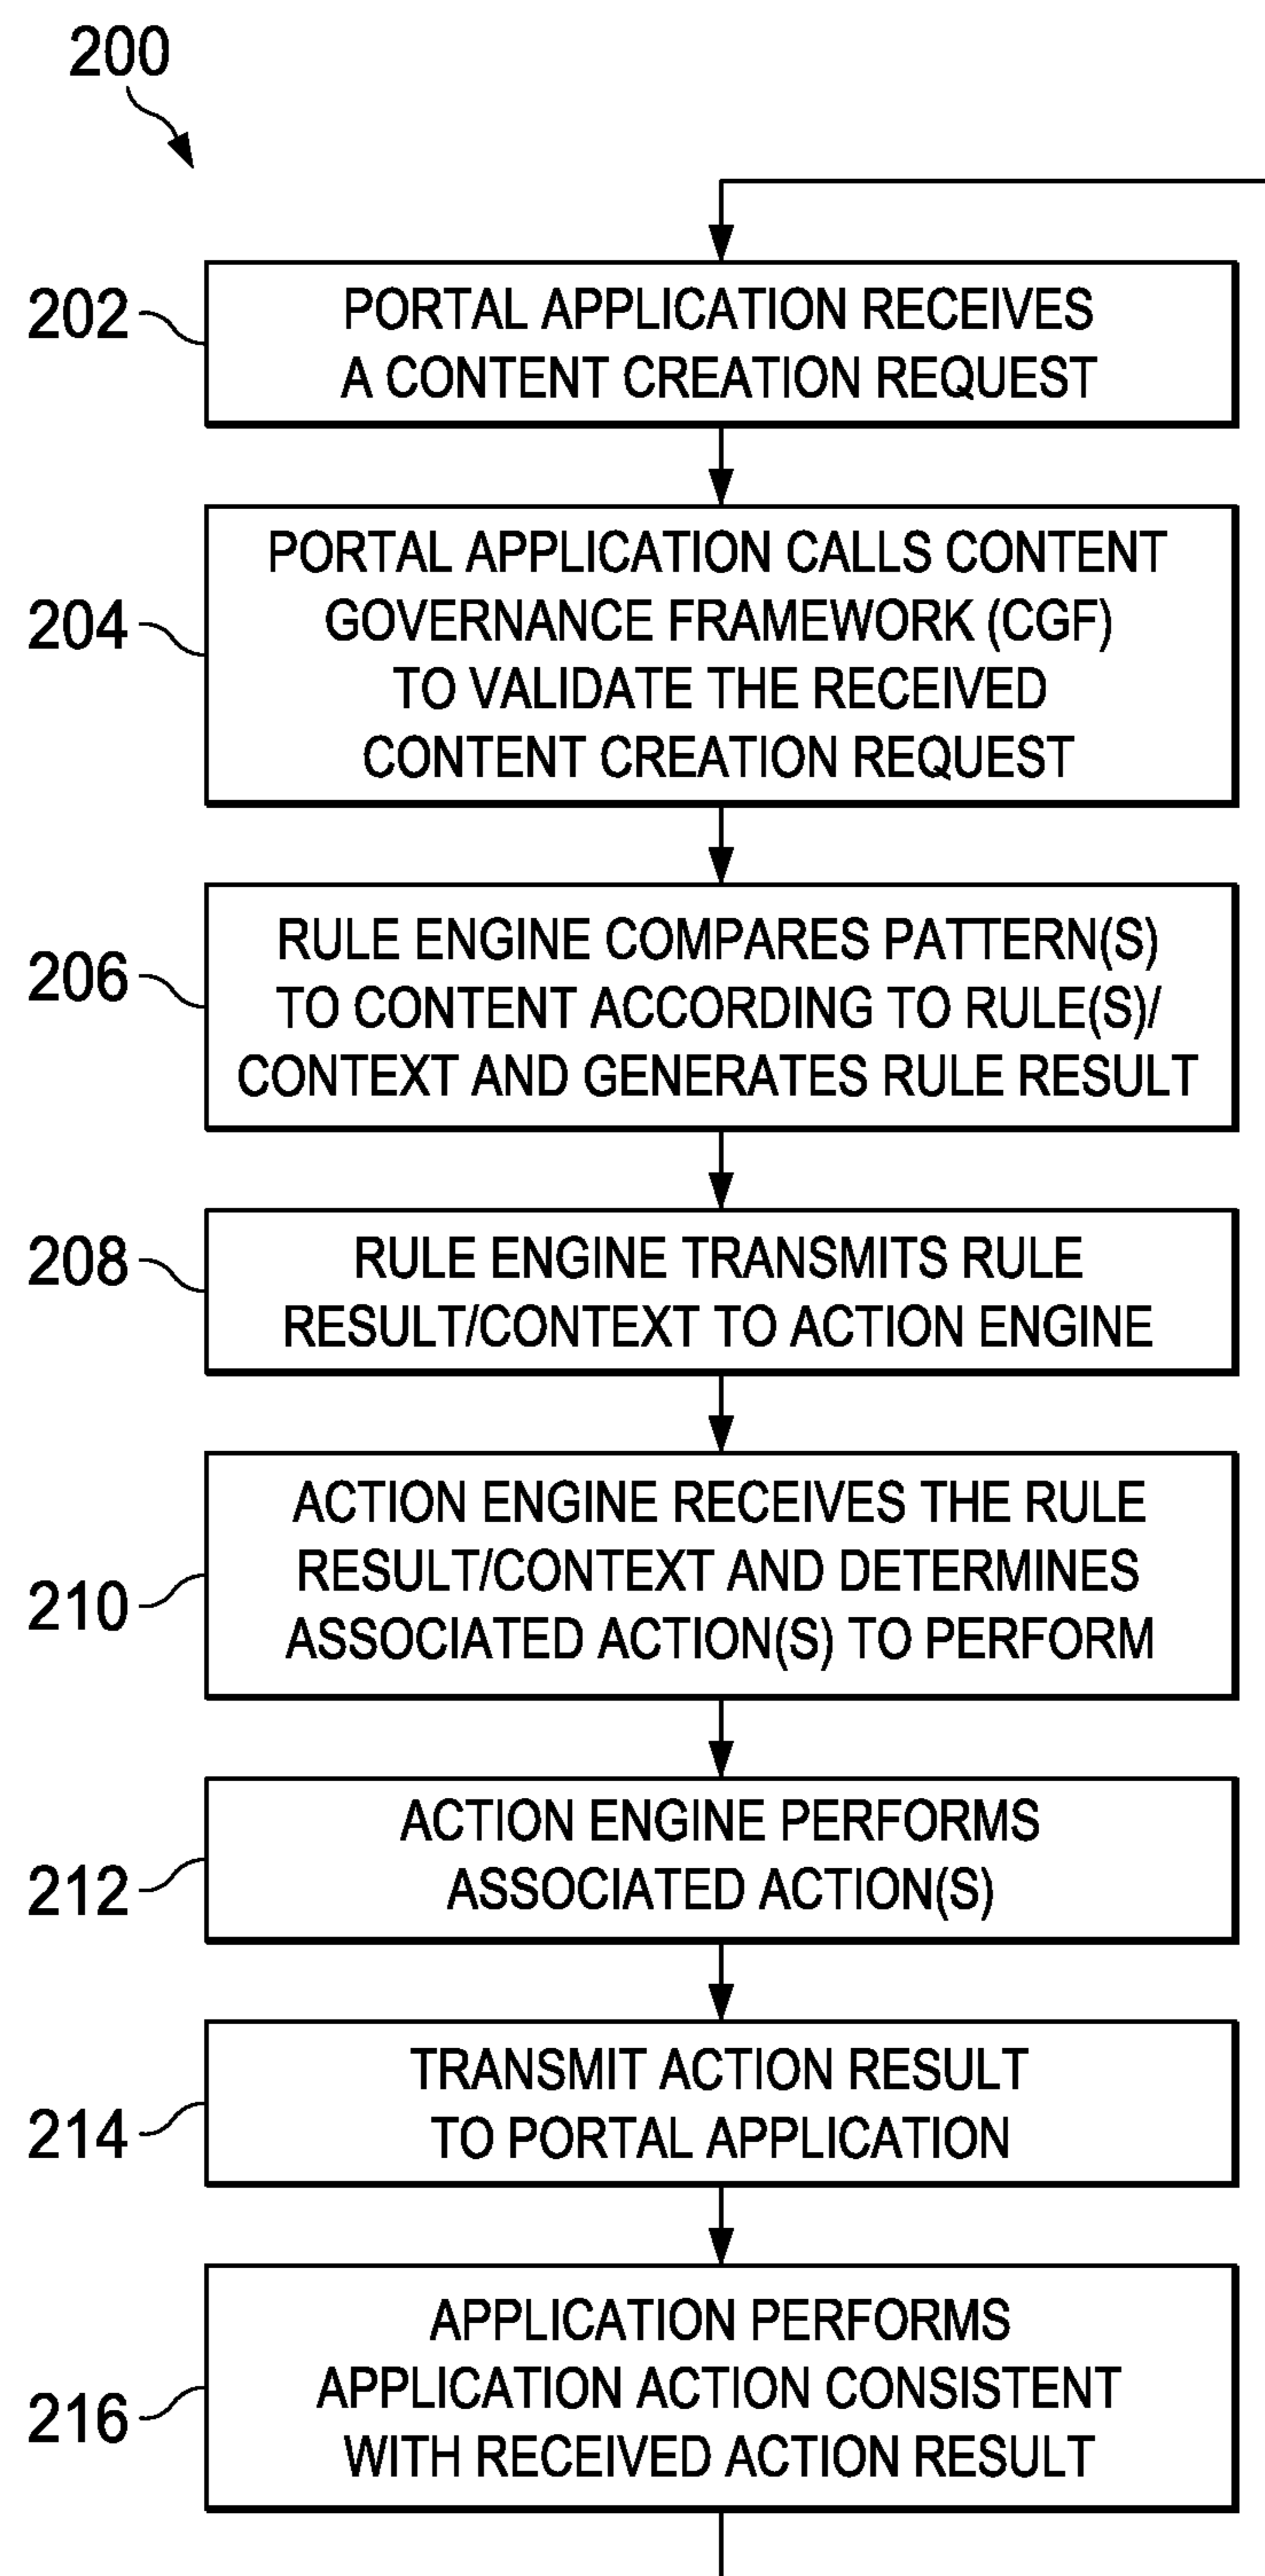 200
202
PORTAL APPLICATION RECEIVES
A CONTENT CREATION REQUEST
204
PORTAL APPLICATION CALLS CONTENT
GOVERNANCE FRAMEWORK (CGF)
TO VALIDATE THE RECEIVED
CONTENT CREATION REQUEST
206
RULE ENGINE COMPARES PATTERN(S)
TO CONTENT ACCORDING TO RULE(S)/
CONTEXT AND GENERATES RULE RESULT
208
RULE ENGINE TRANSMITS RULE
RESULT/CONTEXT TO ACTION ENGINE
210
ACTION ENGINE RECEIVES THE RULE
RESULT/CONTEXT AND DETERMINES
ASSOCIATED ACTION(S) TO PERFORM
212
ACTION ENGINE PERFORMS
ASSOCIATED ACTION(S)
214
TRANSMIT ACTION RESULT
TO PORTAL APPLICATION
216
APPLICATION PERFORMS
APPLICATION ACTION CONSISTENT
WITH RECEIVED ACTION RESULT